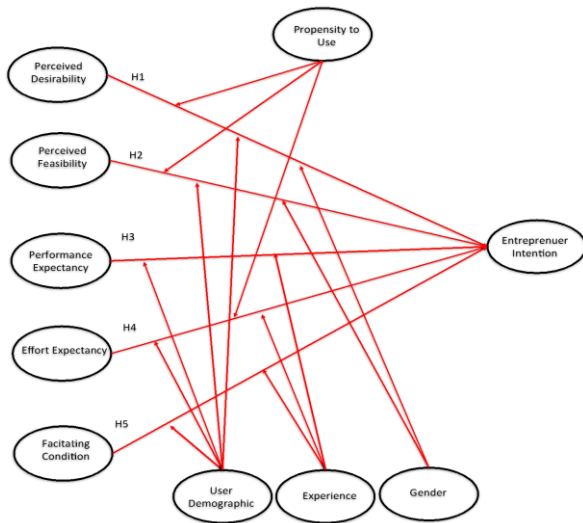 Propensity to
Use
Perceived
Desirability
H1
Perceived
Feasibility
H2
Performance
Expectancy
H3
Entreprenuer
Intention
Effort Expectancy
H4
Facitating
Condition
H5
User
Demographic
Experience
Gender